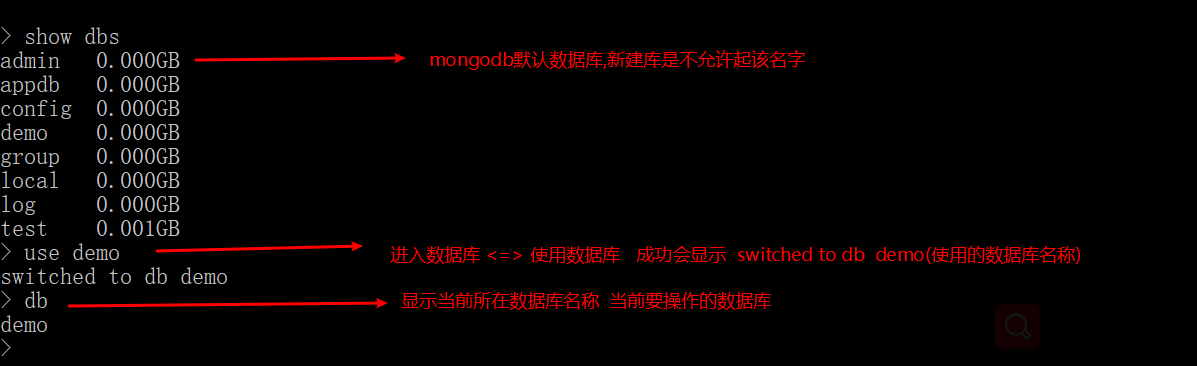 > show dbs
admin 0.000GB mongodb默认数据库,新建库是不允许起该名字
appdb 0.000GB
config 0.000GB
demo 0.000GB
group 0.000GB
local 0.000GB
log 0.000GB
test 0.001GB
> use demo 进入数据库 <=> 使用数据库 成功会显示 switched to db demo(使用的数据库名称)
switched to db demo
> db 显示当前所在数据库名称 当前要操作的数据库
demo
>